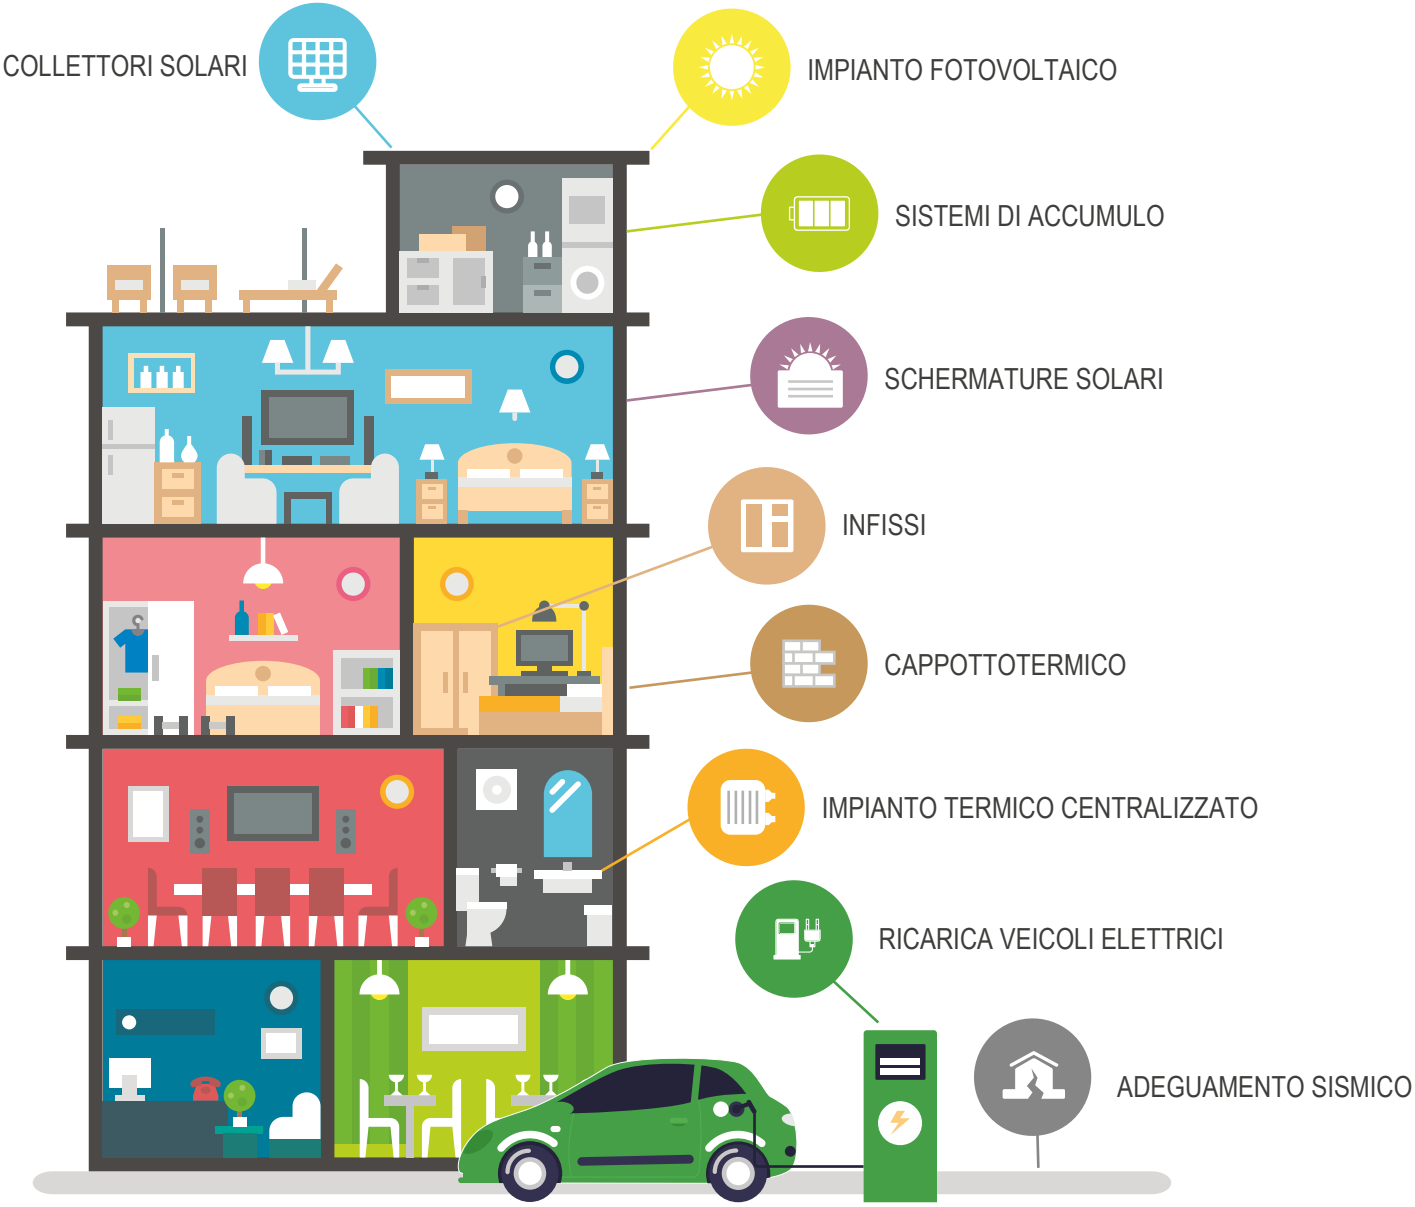 COLLETTORI SOLARI
IMPIANTO FOTOVOLTAICO
SISTEMI DI ACCUMULO
SCHERMATURE SOLARI
INFISSI
CAPPOTTOTERMICO
IMPIANTO TERMICO CENTRALIZZATO
RICARICA VEICOLI ELETTRICI
ADEGUAMENTO SISMICO